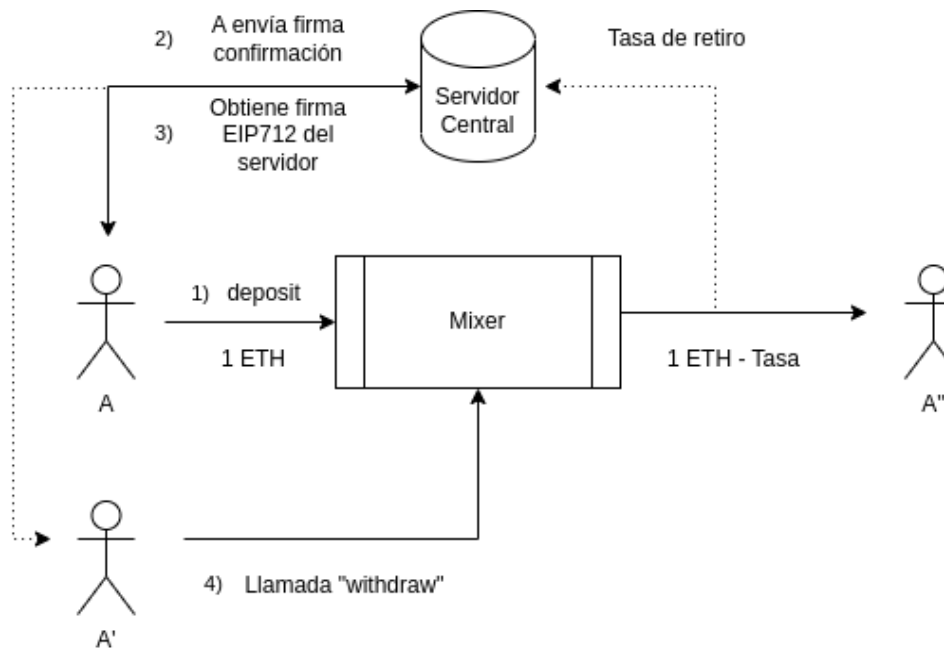 2) A envía firma
confirmación
Tasa de retiro
Servidor
Central
3) Obtiene firma
EIP712 del
servidor
1) deposit
1 ETH
Mixer
1 ETH - Tasa
A
A"
4) Llamada "withdraw"
A'